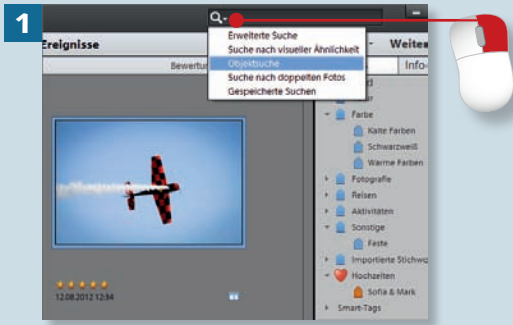 1
Ereignisse
Weiter
Bewertun
Info-
Erweiterte Suche
Suche nach visueller Ähnlichkeit
Objektsuche
Suche nach doppelten Fotos
Gespeicherte Suchen
Farbe
Kalte Farben
Schwarzweiß
Warme Farben
Fotografie
Reisen
Aktivitäten
Sonstige
Feste
Importierte Stichwo
Hochzeiten
Sofia & Mark
Smart-Tags
12.08.2012 12:34